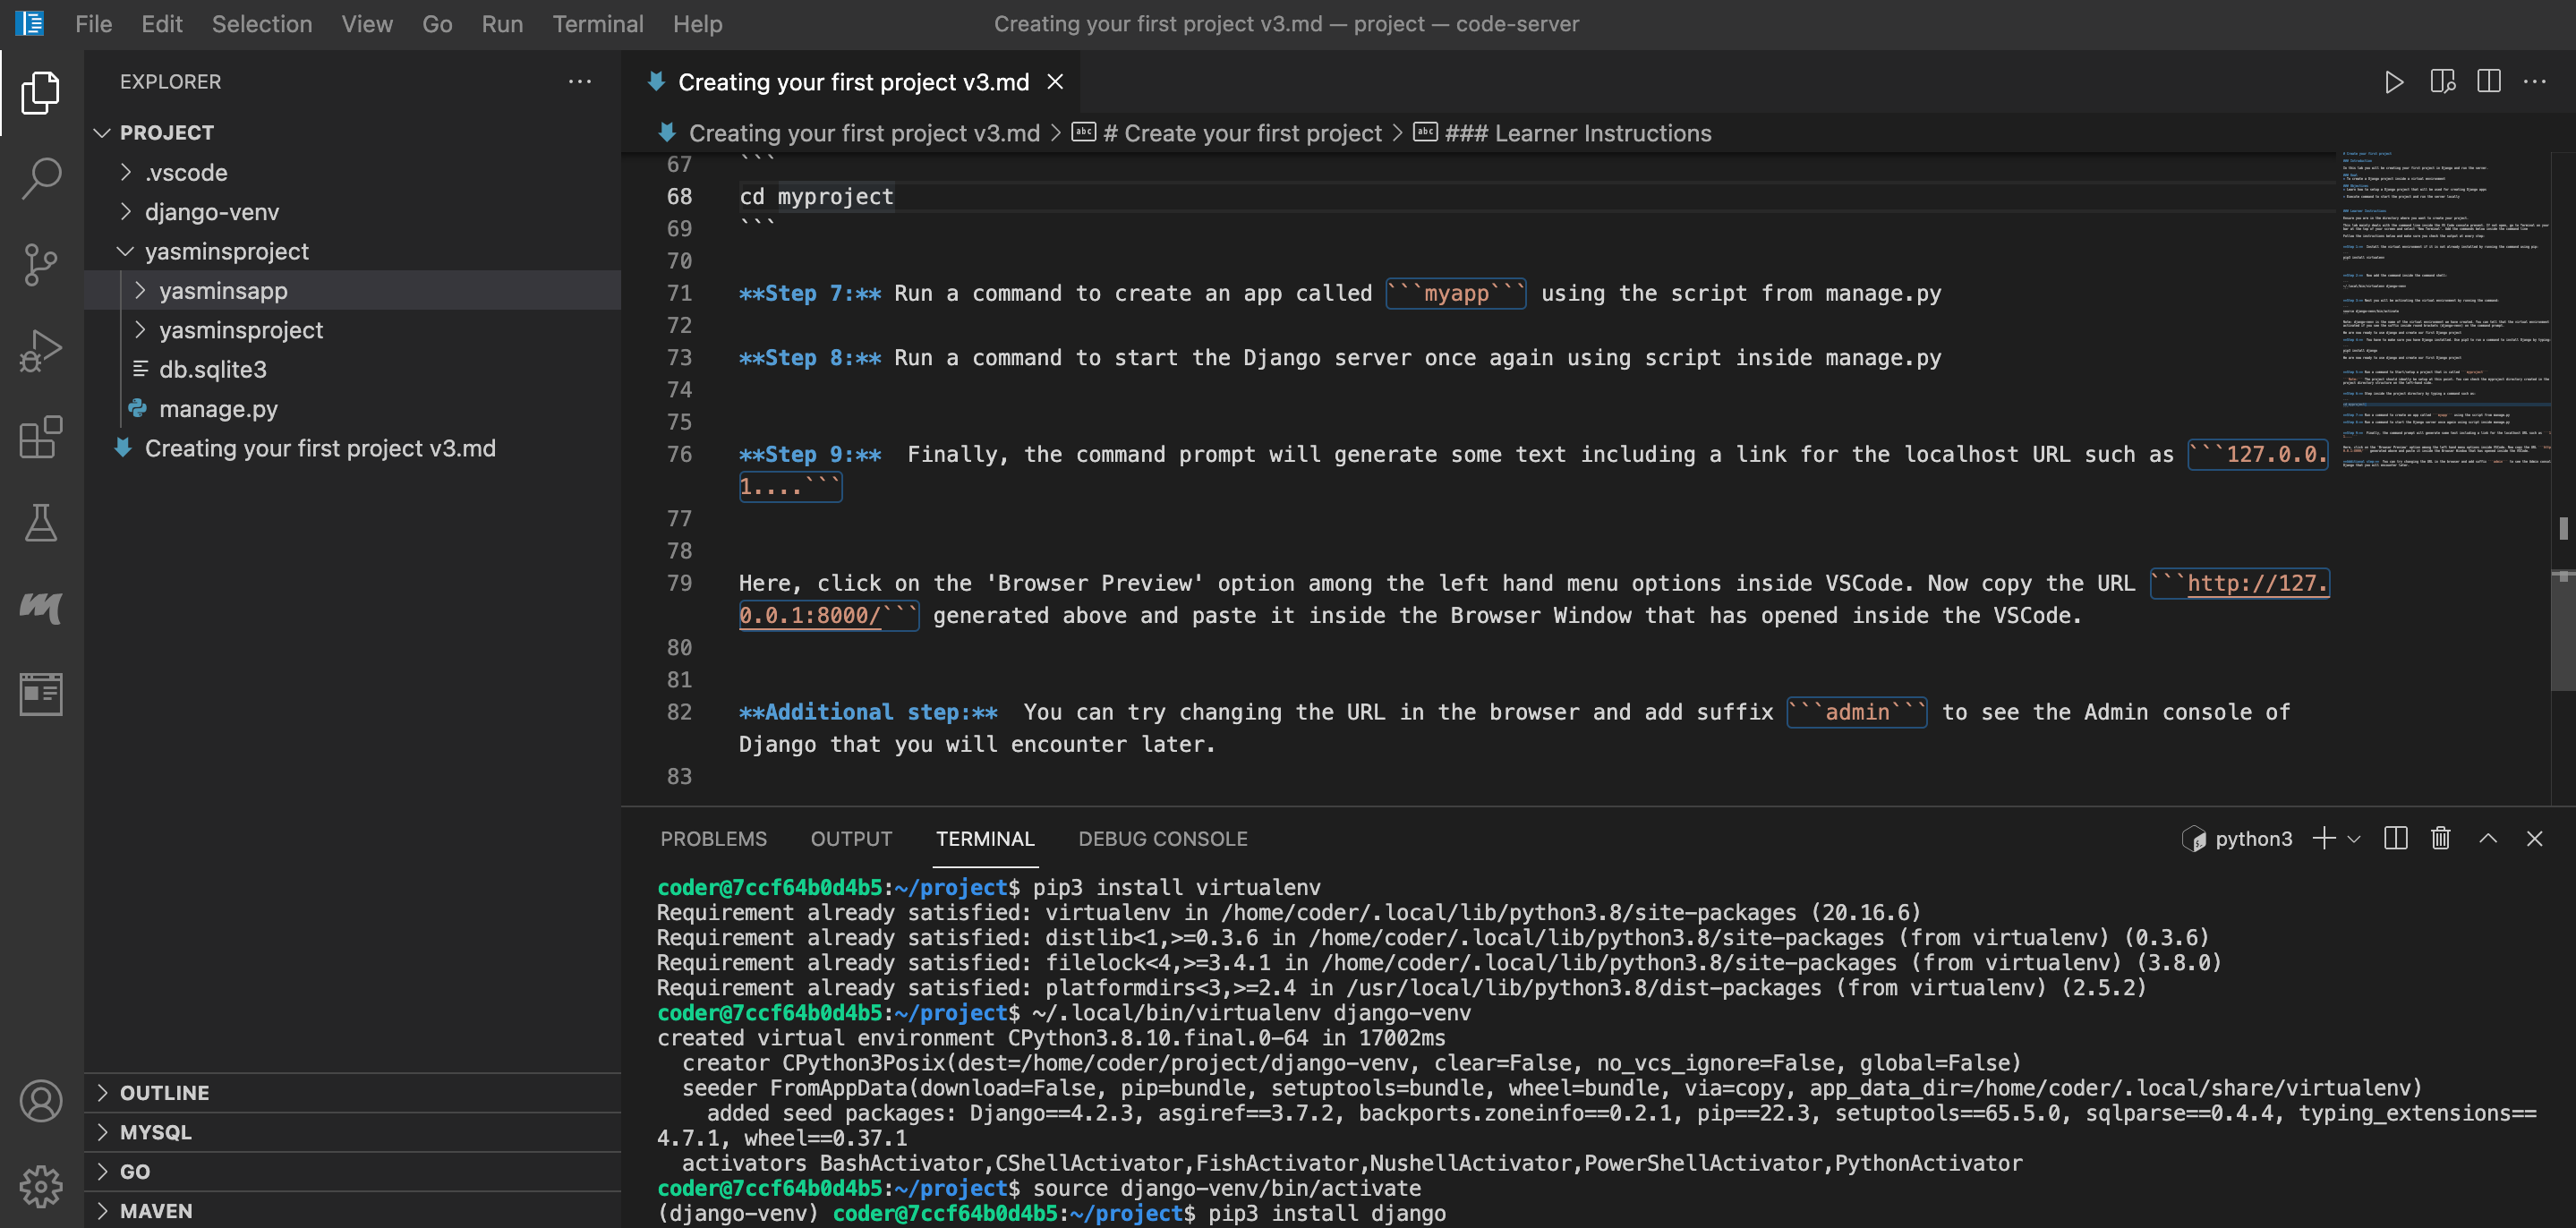 File Edit Selection View Go Run Terminal Help
Creating your first project v3.md — project — code-server
EXPLORER
PROJECT
.vscode
django-venv
yasminsproject
yasminsapp
yasminsproject
db.sqlite3
manage.py
Creating your first project v3.md
OUTLINE
MYSQL
GO
MAVEN
Creating your first project v3.md
Creating your first project v3.md > # Create your first project > ### Learner Instructions
67 ```
68 cd myproject
69 ```
70
71 **Step 7:** Run a command to create an app called ```myapp``` using the script from manage.py
72
73 **Step 8:** Run a command to start the Django server once again using script inside manage.py
74
75
76 **Step 9:**  Finally, the command prompt will generate some text including a link for the localhost URL such as ```127.0.0.
1....```
77
78
79 Here, click on the 'Browser Preview' option among the left hand menu options inside VSCode. Now copy the URL ```http://127.
0.0.1:8000/``` generated above and paste it inside the Browser Window that has opened inside the VSCode.
80
81
82 **Additional step:**  You can try changing the URL in the browser and add suffix ```admin``` to see the Admin console of
Django that you will encounter later.
83
PROBLEMS OUTPUT TERMINAL DEBUG CONSOLE
python3
coder@7ccf64b0d4b5:~/project$ pip3 install virtualenv
Requirement already satisfied: virtualenv in /home/coder/.local/lib/python3.8/site-packages (20.16.6)
Requirement already satisfied: distlib<1,>=0.3.6 in /home/coder/.local/lib/python3.8/site-packages (from virtualenv) (0.3.6)
Requirement already satisfied: filelock<4,>=3.4.1 in /home/coder/.local/lib/python3.8/site-packages (from virtualenv) (3.8.0)
Requirement already satisfied: platformdirs<3,>=2.4 in /usr/local/lib/python3.8/dist-packages (from virtualenv) (2.5.2)
coder@7ccf64b0d4b5:~/project$ ~/.local/bin/virtualenv django-venv
created virtual environment CPython3.8.10.final.0-64 in 17002ms
  creator CPython3Posix(dest=/home/coder/project/django-venv, clear=False, no_vcs_ignore=False, global=False)
  seeder FromAppData(download=False, pip=bundle, setuptools=bundle, wheel=bundle, via=copy, app_data_dir=/home/coder/.local/share/virtualenv)
    added seed packages: Django==4.2.3, asgiref==3.7.2, backports.zoneinfo==0.2.1, pip==22.3, setuptools==65.5.0, sqlparse==0.4.4, typing_extensions==
4.7.1, wheel==0.37.1
  activators BashActivator,CShellActivator,FishActivator,NushellActivator,PowerShellActivator,PythonActivator
coder@7ccf64b0d4b5:~/project$ source django-venv/bin/activate
(django-venv) coder@7ccf64b0d4b5:~/project$ pip3 install django